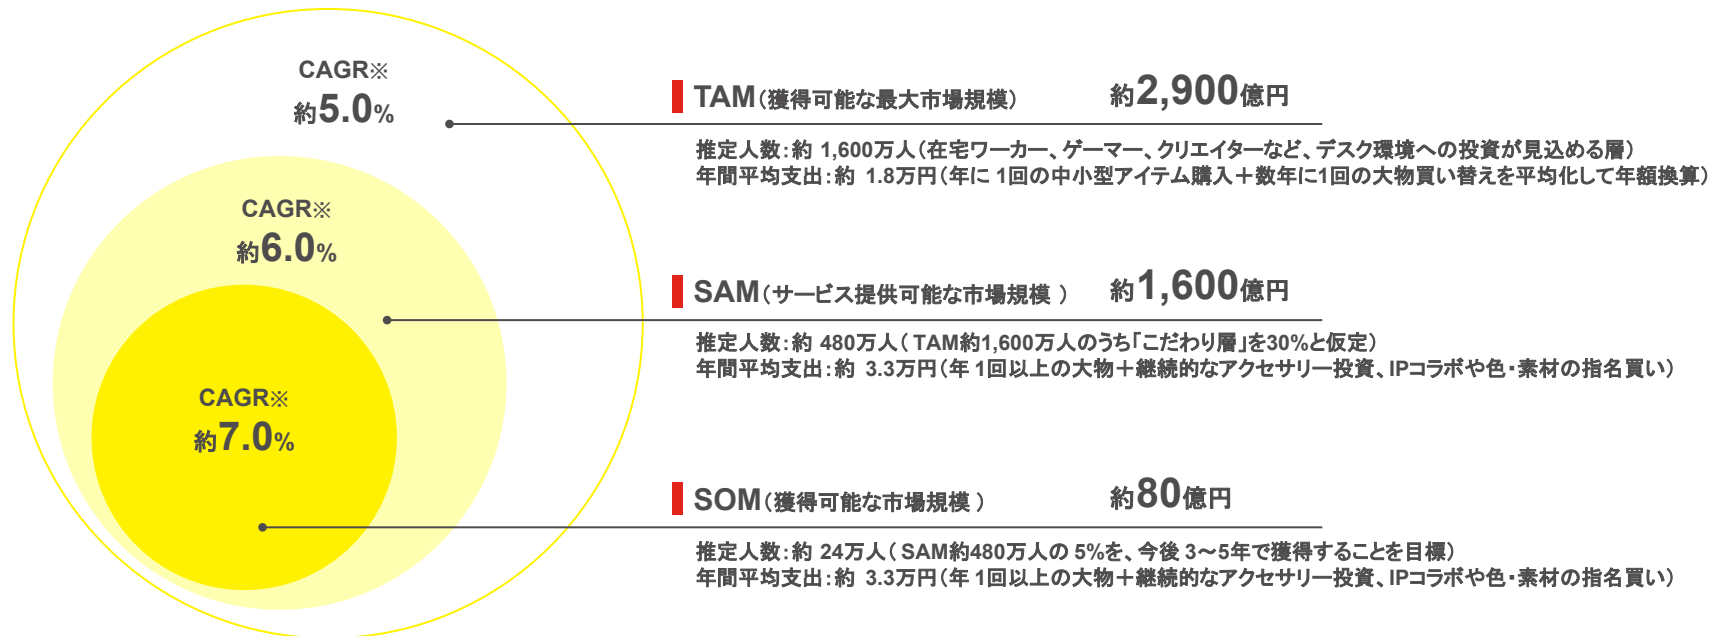 CAGR※
約5.0%
CAGR※
約6.0%
CAGR※
約7.0%
TAM(獲得可能な最大市場規模) 約2,900億円
推定人数：約 1,600万人(在宅ワーカー、ゲーマー、クリエイターなど、デスク環境への投資が見込める層)
年間平均支出：約 1.8万円(年に 1回の中小型アイテム購入＋数年に1回の大物買い替えを平均化して年額換算)
SAM(サービス提供可能な市場規模 ) 約1,600億円
推定人数：約 480万人( TAM約1,600万人のうち「こだわり層」を30%と仮定)
年間平均支出：約 3.3万円(年 1回以上の大物＋継続的なアクセサリー投資、IPコラボや色・素材の指名買い)
SOM(獲得可能な市場規模 ) 約80億円
推定人数：約 24万人( SAM約480万人の 5%を、今後 3〜5年で獲得することを目標)
年間平均支出：約 3.3万円(年 1回以上の大物＋継続的なアクセサリー投資、IPコラボや色・素材の指名買い)